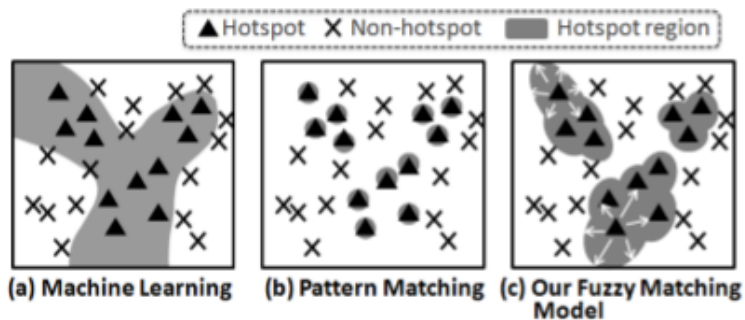 Hotspot Non-hotspot Hotspot region
(a) Machine Learning (b) Pattern Matching (c) Our Fuzzy Matching
Model